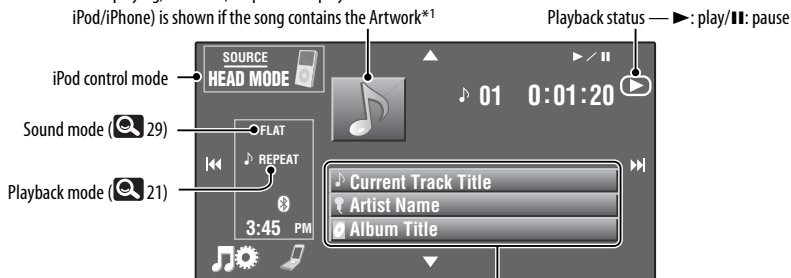 iPod/iPhone) is shown if the song contains the Artwork*1
Playback status — ►: play/❚❚: pause
iPod control mode
SOURCE
HEAD MODE
►/❚❚
♪ 01 0:01:20
Sound mode (29)
FLAT
♪ REPEAT
Playback mode (21)
Current Track Title
Artist Name
Album Title
3:45 PM